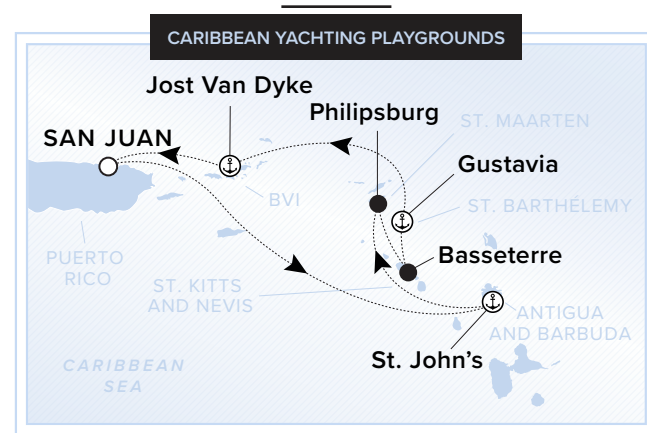 CARIBBEAN YACHTING PLAYGROUNDS
Jost Van Dyke
Philipsburg
ST. MAARTEN
SAN JUAN
Gustavia
BVI
ST. BARTHÉLEMY
Basseterre
PUERTO
RICO
ST. KITTS
AND NEVIS
ANTIGUA
AND BARBUDA
St. John's
CARIBBEAN
SEA